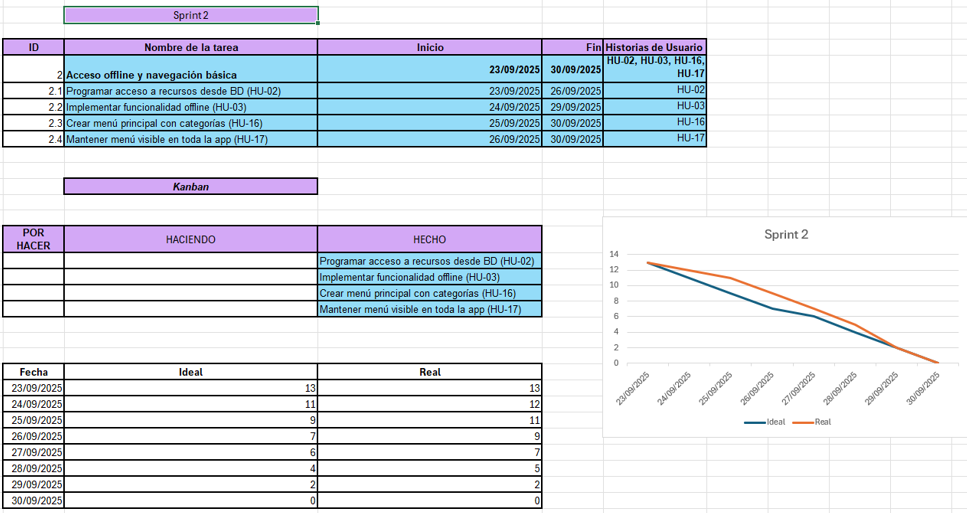 Sprint 2
ID Nombre de la tarea Inicio Fin Historias de Usuario
2 Acceso offline y navegación básica 23/09/2025 30/09/2025 HU-02, HU-03, HU-16,
HU-17
2.1 Programar acceso a recursos desde BD (HU-02) 23/09/2025 26/09/2025 HU-02
2.2 Implementar funcionalidad offline (HU-03) 24/09/2025 29/09/2025 HU-03
2.3 Crear menú principal con categorías (HU-16) 25/09/2025 30/09/2025 HU-16
2.4 Mantener menú visible en toda la app (HU-17) 26/09/2025 30/09/2025 HU-17
Kanban
POR
HACER HACIENDO HECHO
Programar acceso a recursos desde BD (HU-02)
Implementar funcionalidad offline (HU-03)
Crear menú principal con categorías (HU-16)
Mantener menú visible en toda la app (HU-17)
Fecha Ideal Real
23/09/2025 13 13
24/09/2025 11 12
25/09/2025 9 11
26/09/2025 7 9
27/09/2025 6 7
28/09/2025 4 5
29/09/2025 2 2
30/09/2025 0 0
Sprint 2
14
12
10
8
6
4
2
0
23/09/2025 24/09/2025 25/09/2025 26/09/2025 27/09/2025 28/09/2025 29/09/2025 30/09/2025
Ideal Real